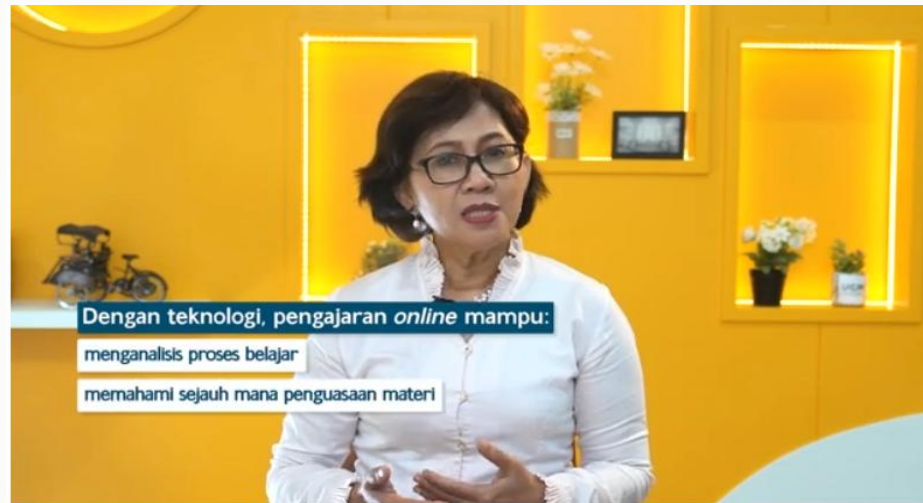 Dengan teknologi, pengajaran online mampu:
menganalisis proses belajar
memahami sejauh mana penguasaan materi